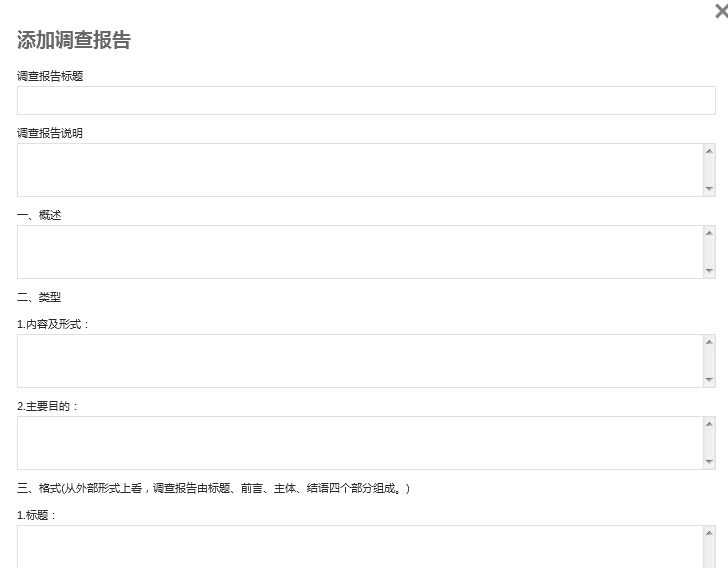 添加调查报告
调查报告标题
调查报告说明
一、概述
二、类型
1.内容及形式：
2.主要目的：
三、格式(从外部形式上看，调查报告由标题、前言、主体、结语四个部分组成。)
1.标题：